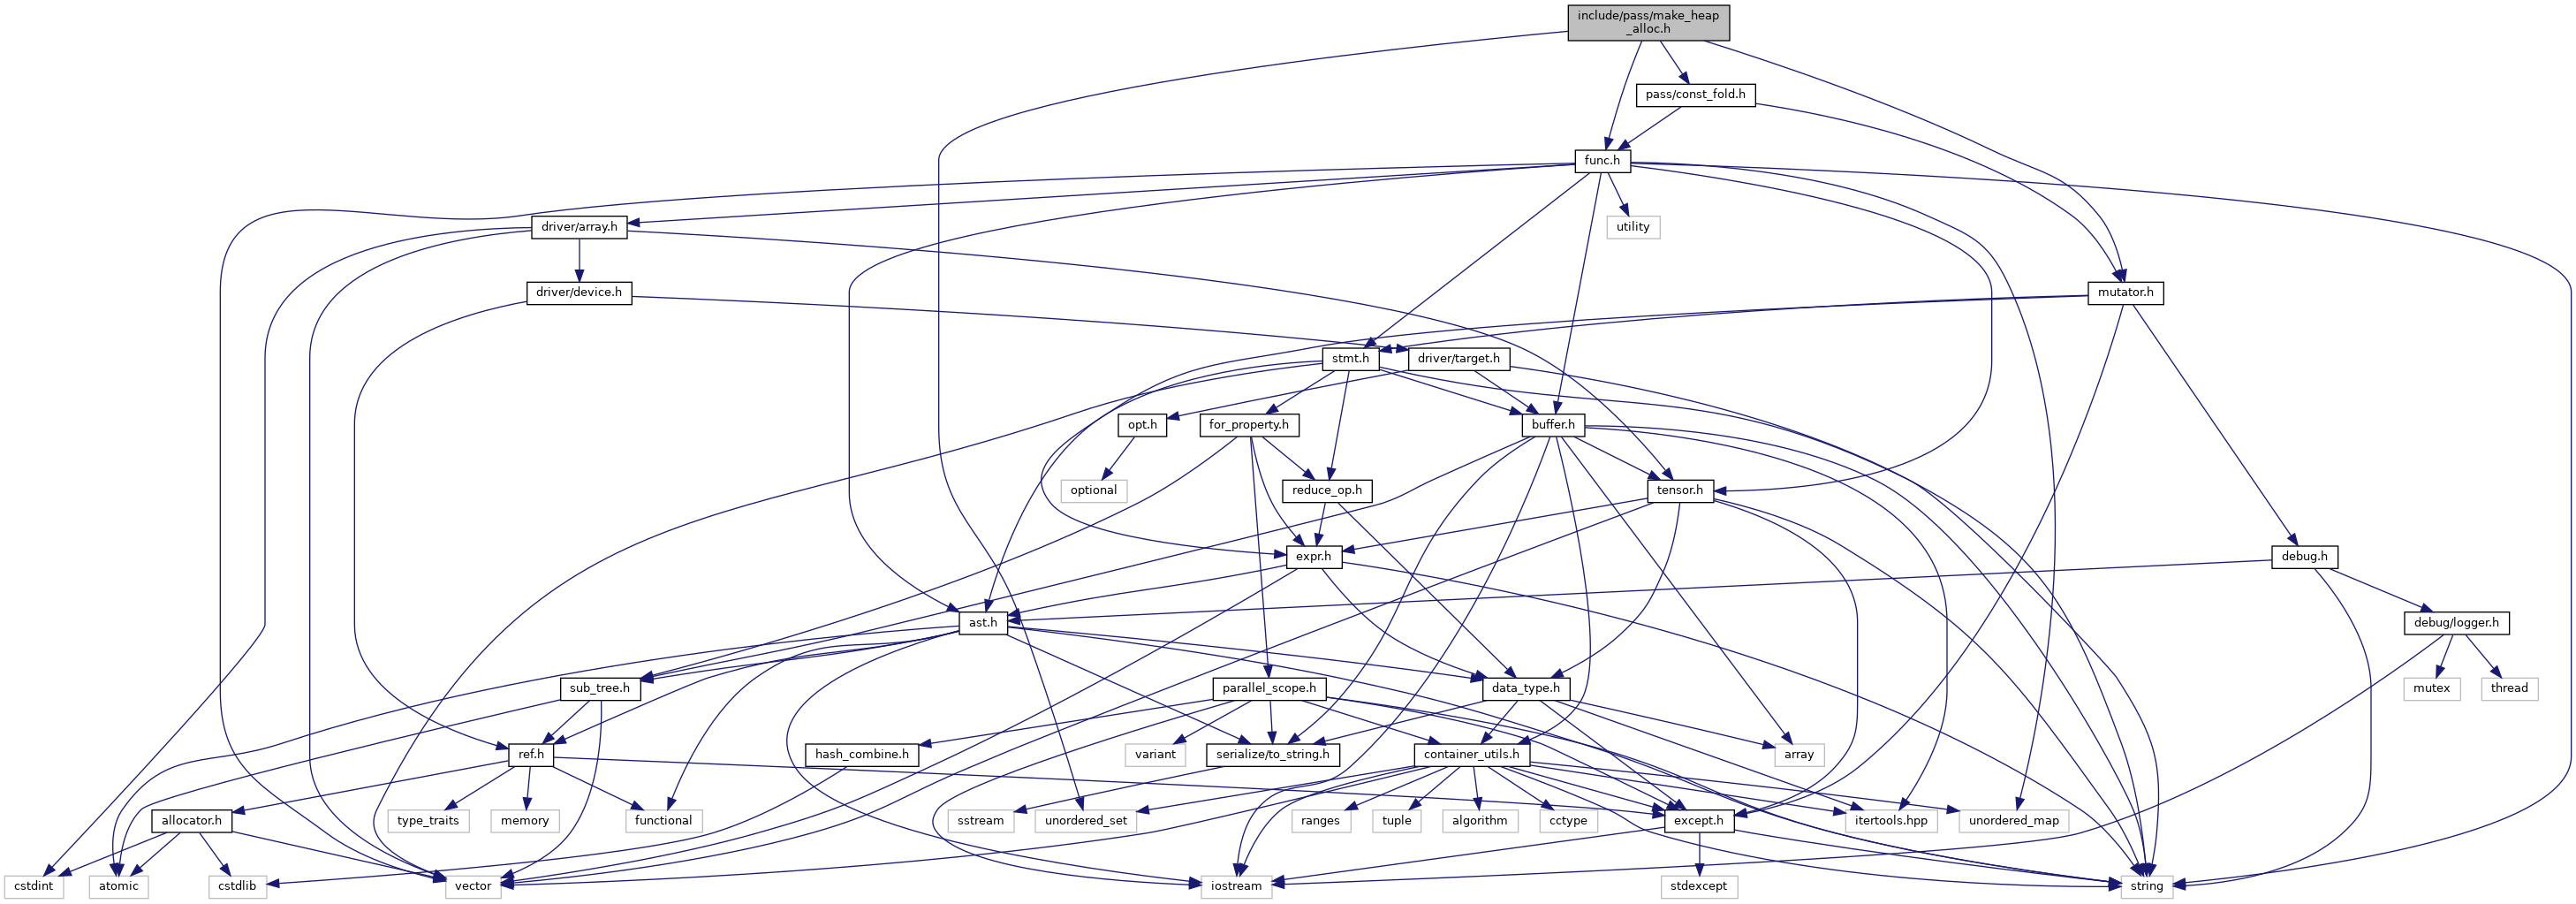 include/pass/make_heap
_alloc.h
pass/const_fold.h
func.h
driver/array.h
utility
driver/device.h
mutator.h
stmt.h
driver/target.h
opt.h
for_property.h
buffer.h
optional
reduce_op.h
tensor.h
expr.h
debug.h
ast.h
debug/logger.h
sub_tree.h
parallel_scope.h
data_type.h
mutex
thread
ref.h
hash_combine.h
variant
serialize/to_string.h
container_utils.h
array
allocator.h
type_traits
memory
functional
sstream
unordered_set
ranges
tuple
algorithm
cctype
except.h
itertools.hpp
unordered_map
cstdint
atomic
cstdlib
vector
iostream
stdexcept
string